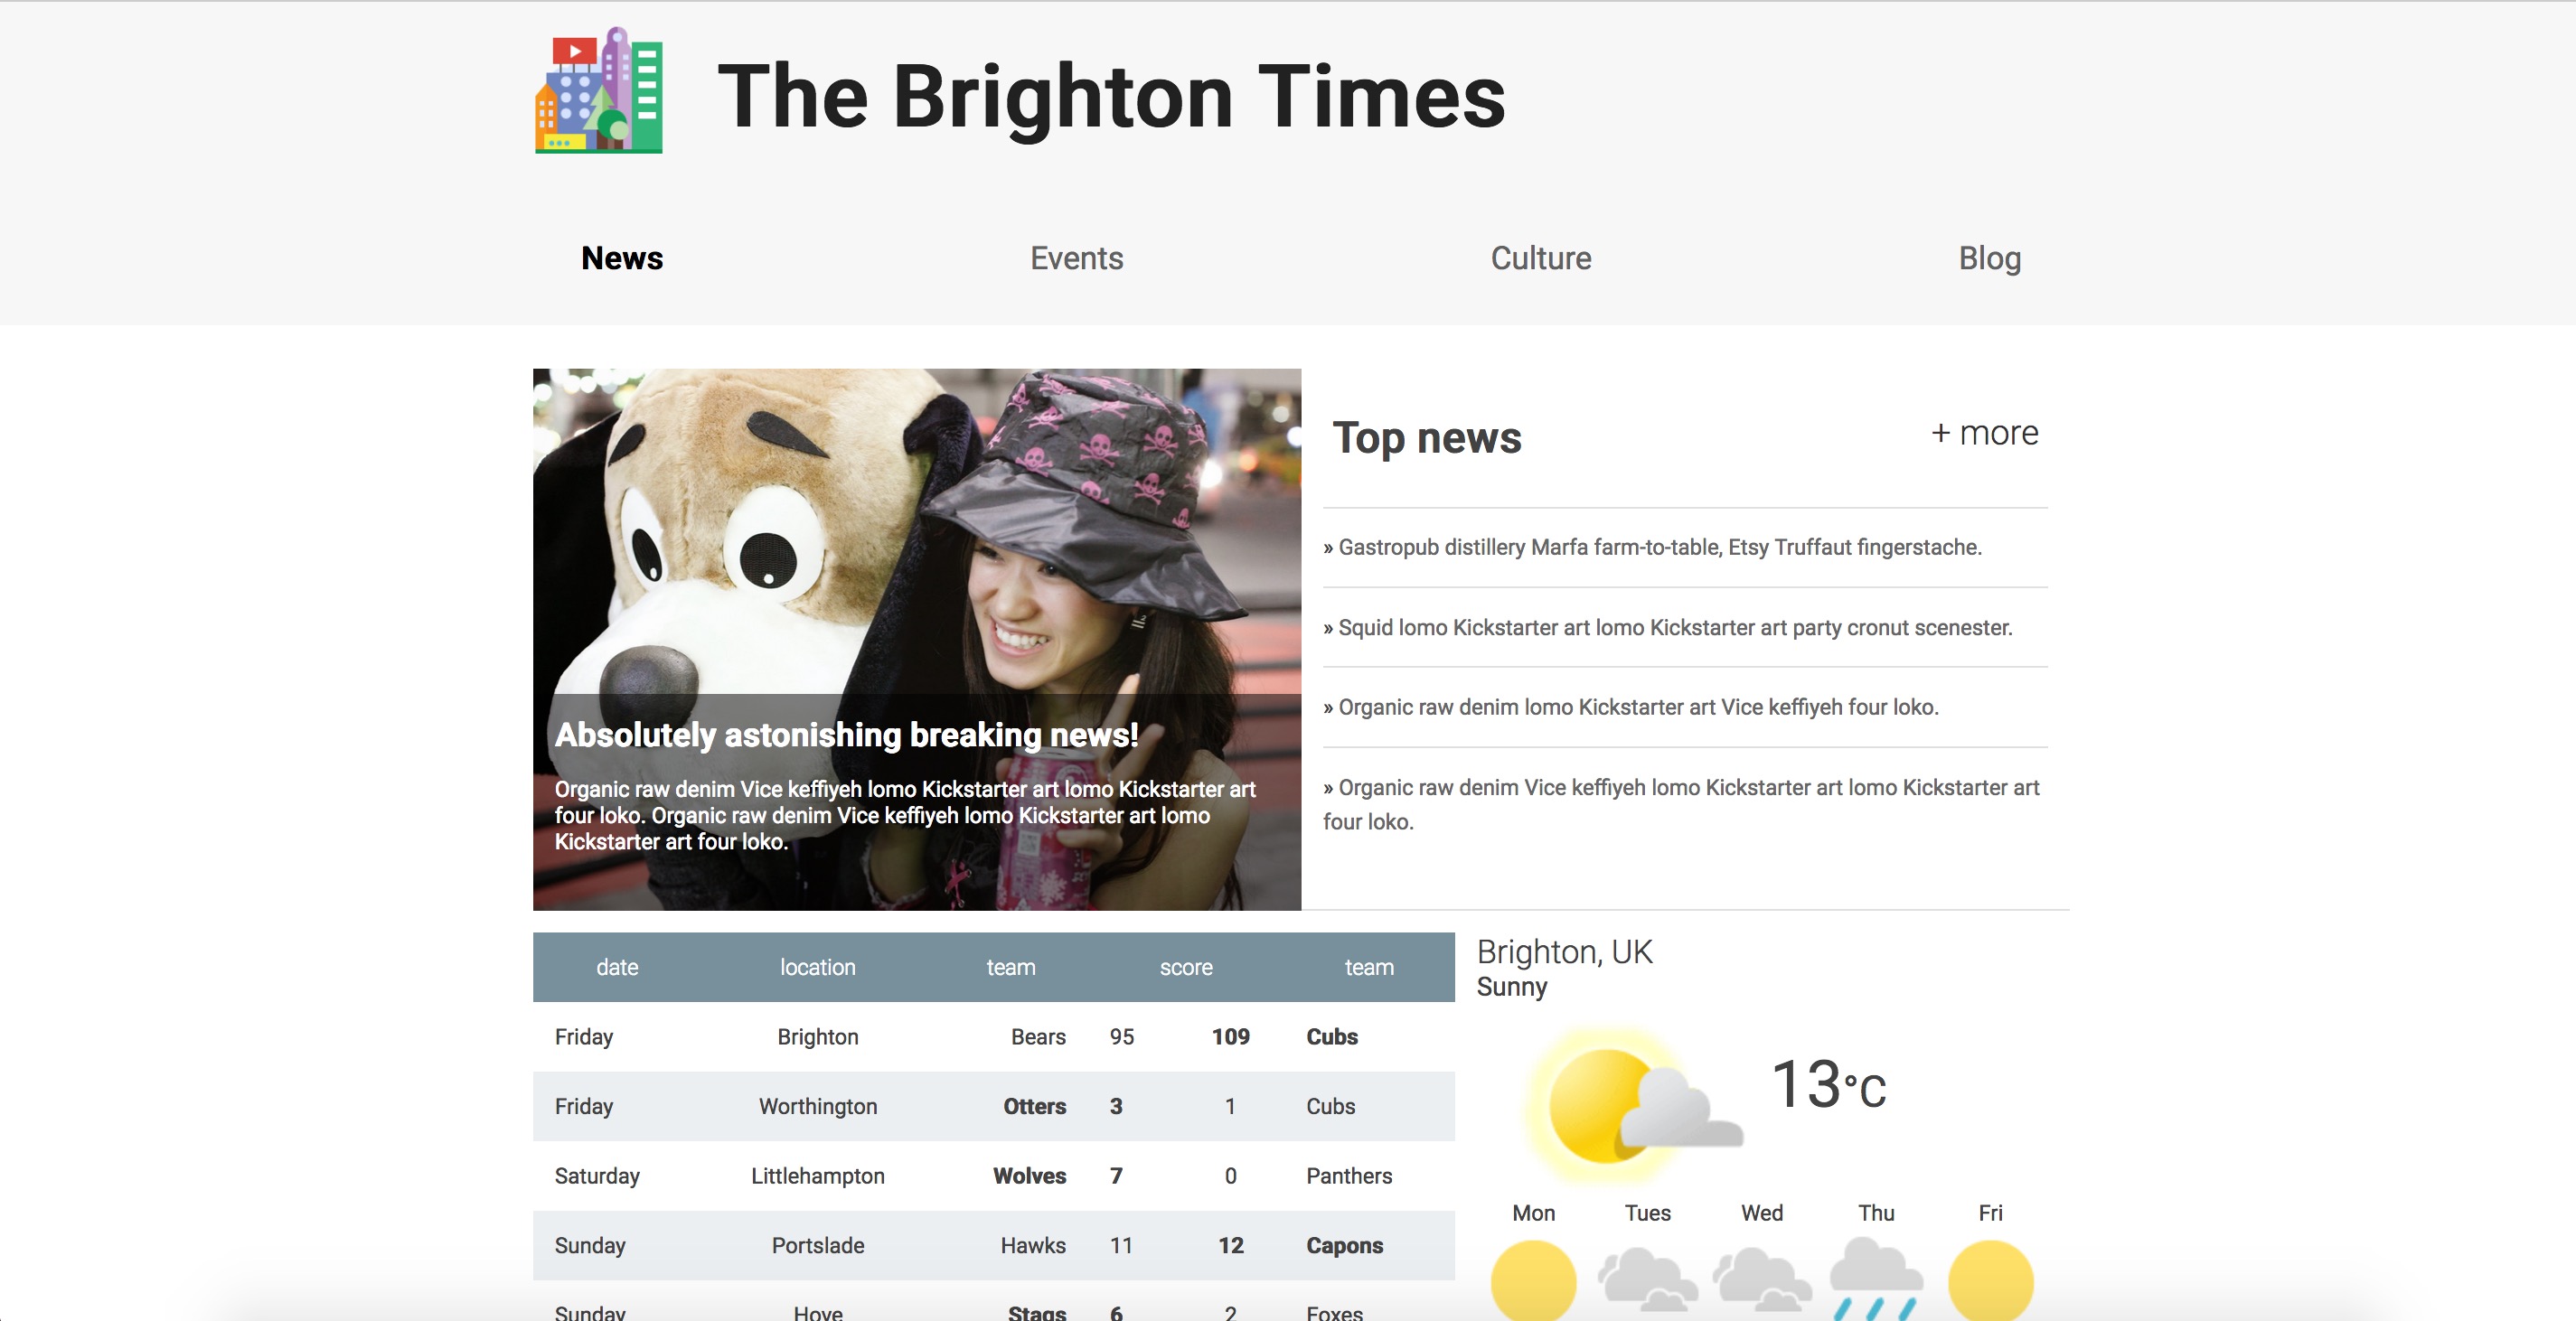 The Brighton Times
News Events Culture Blog
Absolutely astonishing breaking news!
Organic raw denim Vice keffiyeh lomo Kickstarter art lomo Kickstarter art
four loko. Organic raw denim Vice keffiyeh lomo Kickstarter art lomo
Kickstarter art four loko.
Top news + more
» Gastropub distillery Marfa farm-to-table, Etsy Truffaut fingerstache.
» Squid lomo Kickstarter art lomo Kickstarter art party cronut scenester.
» Organic raw denim lomo Kickstarter art Vice keffiyeh four loko.
» Organic raw denim Vice keffiyeh lomo Kickstarter art lomo Kickstarter art
four loko.
date location team score team
Friday Brighton Bears 95 109 Cubs
Friday Worthington Otters 3 1 Cubs
Saturday Littlehampton Wolves 7 0 Panthers
Sunday Portslade Hawks 11 12 Capons
Sunday Hove Stags 6 2 Foxes
Brighton, UK
Sunny
13°C
Mon Tues Wed Thu Fri